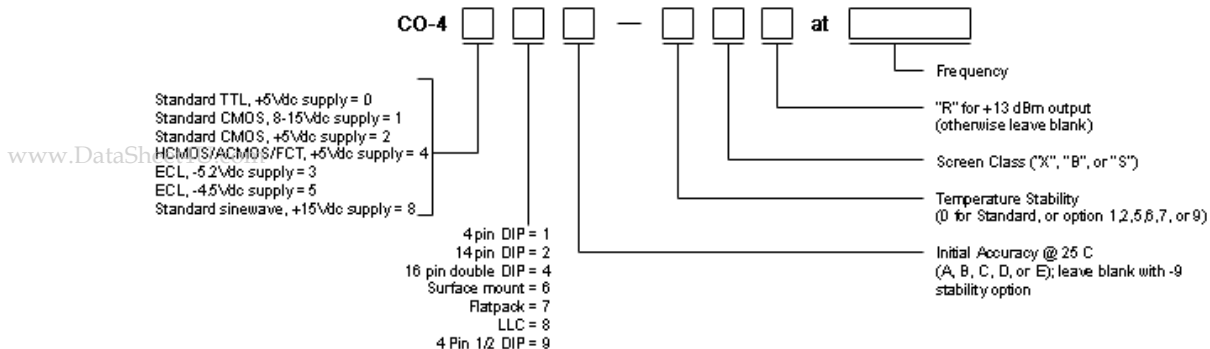 CO-4 — at
Frequency
"R" for +13 dBm output
(otherwise leave blank)
Screen Class ("X", "B", or "S")
Temperature Stability
(0 for Standard, or option 1,2,5,6,7, or 9)
Initial Accuracy @ 25 C
(A, B, C, D, or E); leave blank with -9
stability option
Standard TTL, +5Vdc supply = 0
Standard CMOS, 8-15Vdc supply = 1
Standard CMOS, +5Vdc supply = 2
HCMOS/ACMOS/FCT, +5Vdc supply = 4
ECL, -5.2Vdc supply = 3
ECL, -4.5Vdc supply = 5
Standard sinewave, +15Vdc supply = 8
4 pin DIP = 1
14 pin DIP = 2
16 pin double DIP = 4
Surface mount = 6
Flatpack = 7
LLC = 8
4 Pin 1/2 DIP = 9
www.DataSheet4U.com